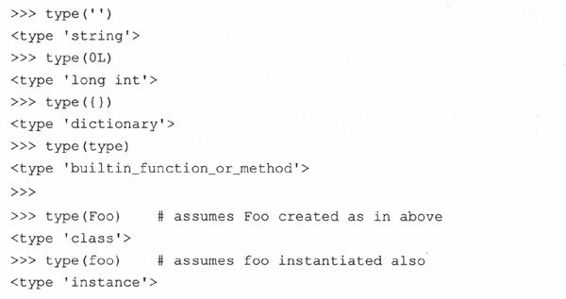 >>> type('')
<type 'string'>
>>> type(0L)
<type 'long int'>
>>> type({})
<type 'dictionary'>
>>> type(type)
<type 'builtin_function_or_method'>
>>>
>>> type(Foo)    # assumes Foo created as in above
<type 'class'>
>>> type(foo)    # assumes foo instantiated also
<type 'instance'>